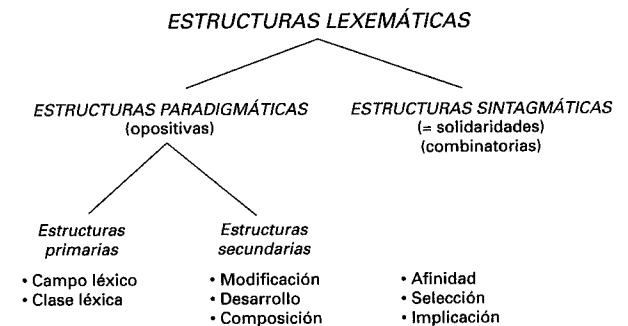 ESTRUCTURAS LEXEMÁTICAS
ESTRUCTURAS PARADIGMÁTICAS
(opositivas)
ESTRUCTURAS SINTAGMÁTICAS
(= solidaridades)
(combinatorias)
Estructuras
primarias
• Campo léxico
• Clase léxica
Estructuras
secundarias
• Modificación
• Desarrollo
• Composición
• Afinidad
• Selección
• Implicación